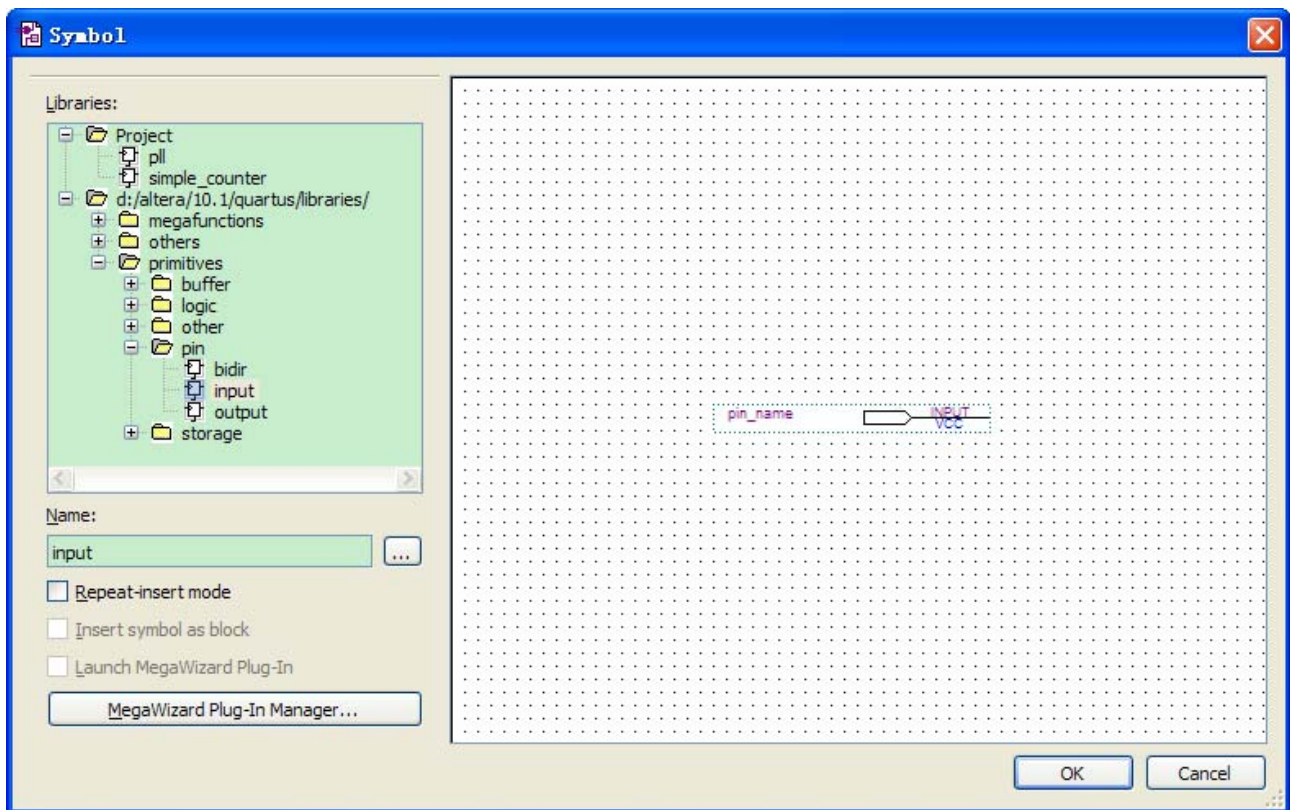 Symbol
Libraries:
Project
pll
simple_counter
d:/altera/10.1/quartus/libraries/
megafunctions
others
primitives
buffer
logic
other
pin
bidir
input
output
storage
Name:
input
...
Repeat-insert mode
Insert symbol as block
Launch MegaWizard Plug-In
MegaWizard Plug-In Manager...
pin_name
INPUT
VCC
OK
Cancel